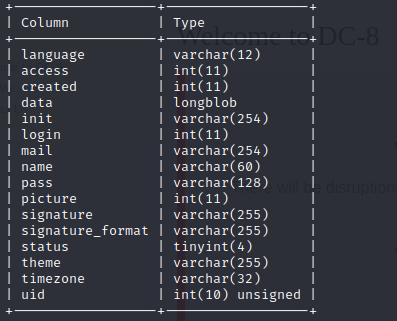 Column | Type
Welcome to DC-8
language | varchar(12)
access | int(11)
created | int(11)
data | longblob
init | varchar(254)
login | int(11)
mail | varchar(254)
name | varchar(60)
pass | varchar(128)
will be disruption
picture | int(11)
signature | varchar(255)
signature_format | varchar(255)
status | tinyint(4)
theme | varchar(255)
timezone | varchar(32)
uid | int(10) unsigned